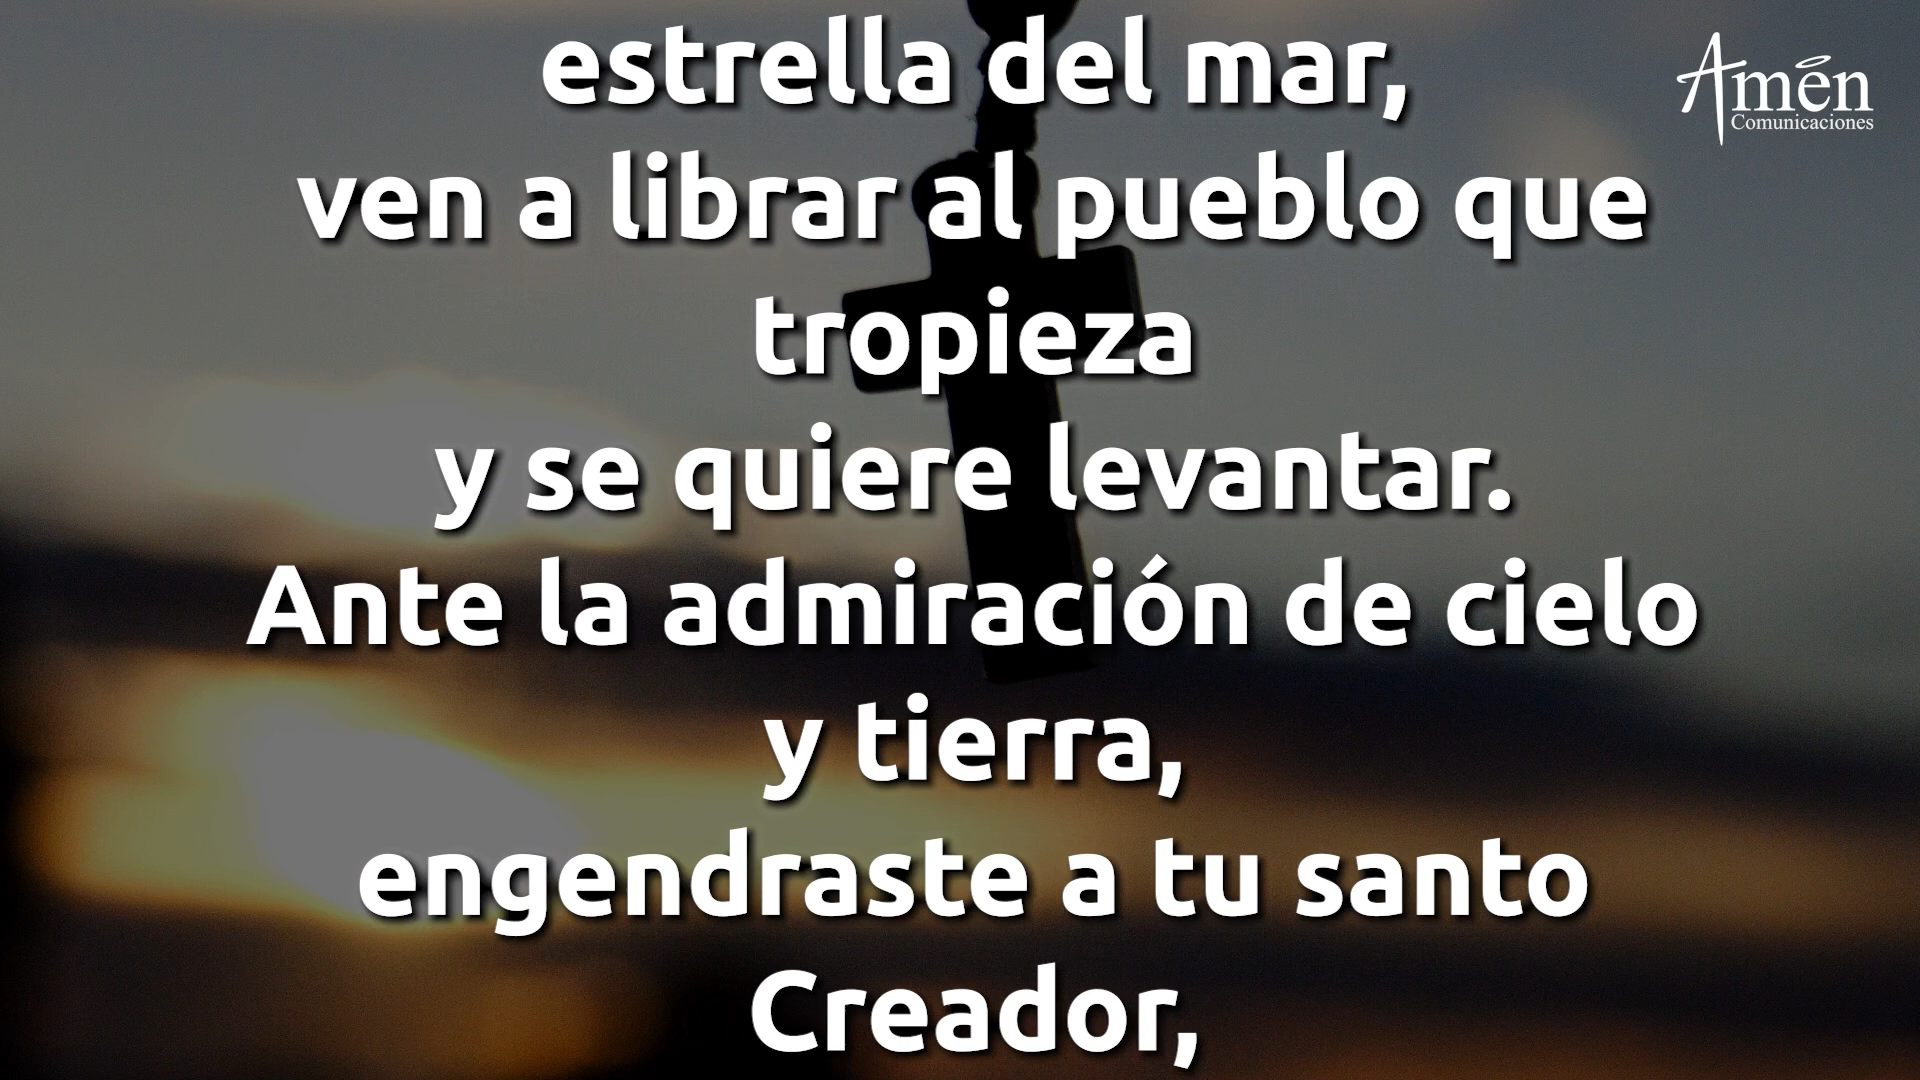 estrella del mar,
Amén
Comunicaciones
ven a librar al pueblo que
tropieza
y se quiere levantar.
Ante la admiración de cielo
y tierra,
engendraste a tu santo
Creador,